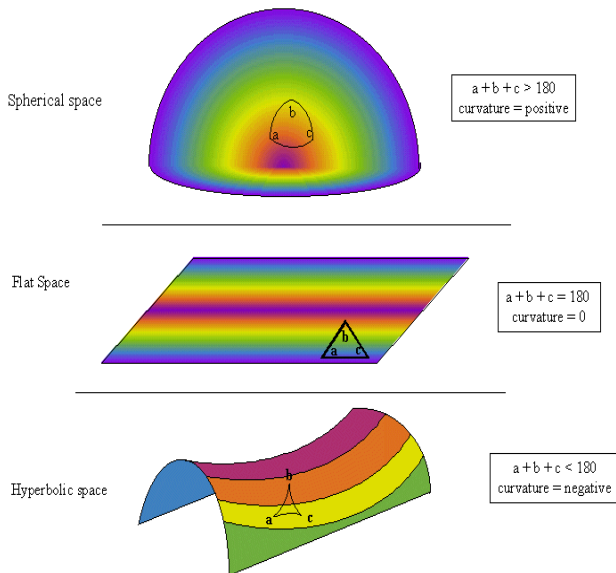 Spherical space
a + b + c > 180
curvature = positive
b
a
c
Flat Space
a + b + c = 180
curvature = 0
b
a
c
Hyperbolic space
a + b + c < 180
curvature = negative
b
a
c